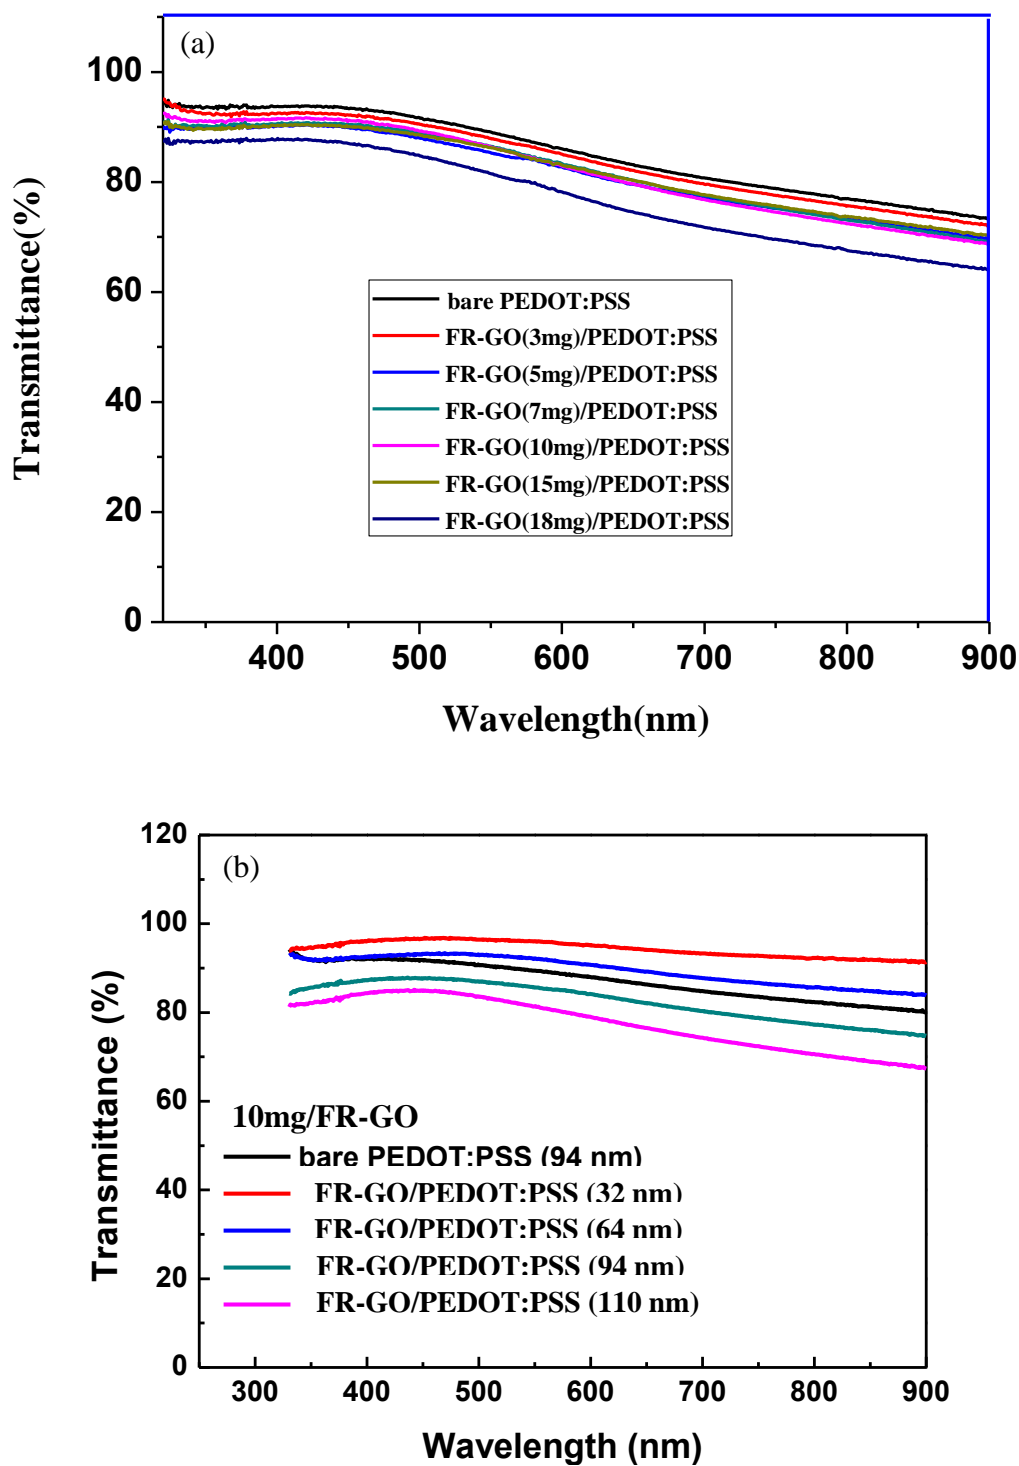 (a)
100
80
60
40
20
0
Transmittance(%)
bare PEDOT:PSS
FR-GO(3mg)/PEDOT:PSS
FR-GO(5mg)/PEDOT:PSS
FR-GO(7mg)/PEDOT:PSS
FR-GO(10mg)/PEDOT:PSS
FR-GO(15mg)/PEDOT:PSS
FR-GO(18mg)/PEDOT:PSS
400 500 600 700 800 900
Wavelength(nm)
(b)
120
100
80
60
40
20
0
Transmittance (%)
10mg/FR-GO
bare PEDOT:PSS (94 nm)
FR-GO/PEDOT:PSS (32 nm)
FR-GO/PEDOT:PSS (64 nm)
FR-GO/PEDOT:PSS (94 nm)
FR-GO/PEDOT:PSS (110 nm)
300 400 500 600 700 800 900
Wavelength (nm)